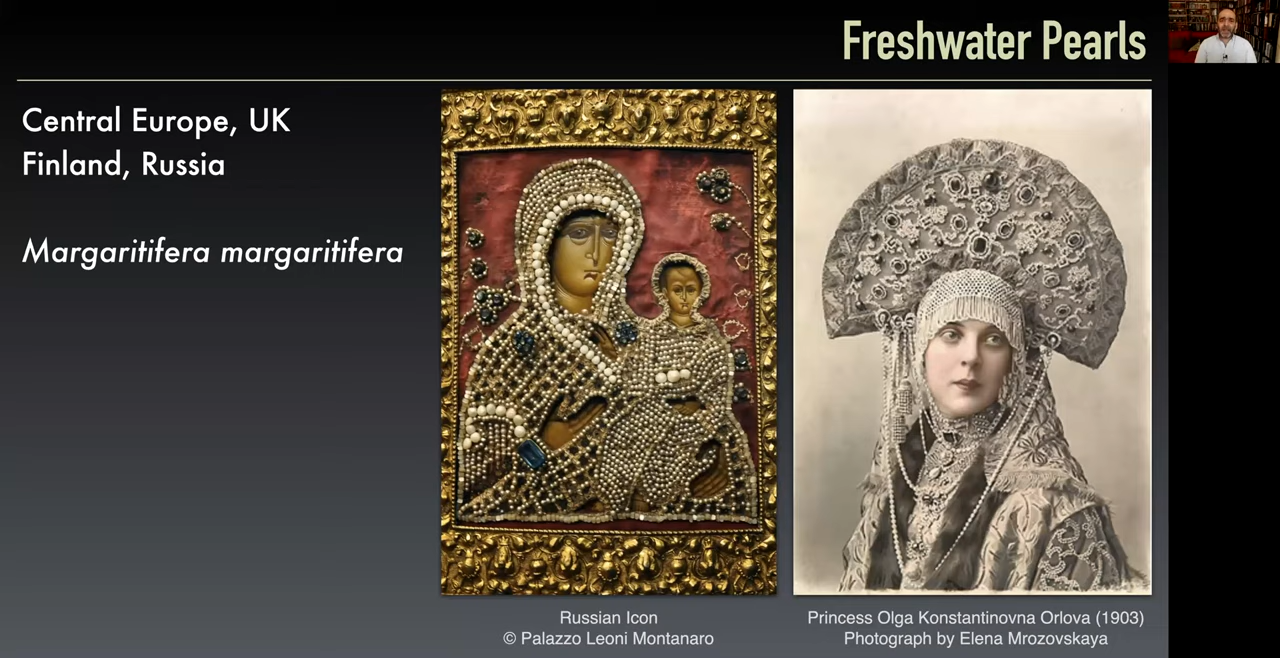 Freshwater Pearls
Central Europe, UK
Finland, Russia
Margaritifera margaritifera
Russian Icon
© Palazzo Leoni Montanaro
Princess Olga Konstantinovna Orlova (1903)
Photograph by Elena Mrozovskaya